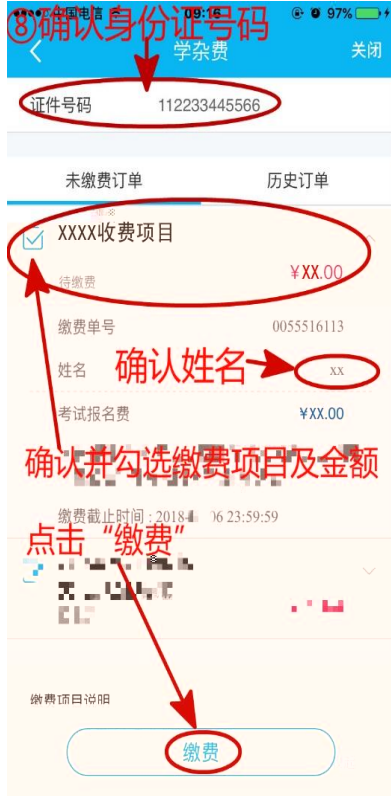 ⑧确认身份证号码
中国电信 09:16 97%
学杂费 关闭
证件号码 112233445566
未缴费订单 历史订单
XXXX收费项目
待缴费 ¥XX.00
缴费单号 0055516113
确认姓名
姓名 xx
考试报名费 ¥XX.00
确认并勾选缴费项目及金额
缴费截止时间 : 2018- 06 23:59:59
点击“缴费”
缴费项目说明
缴费